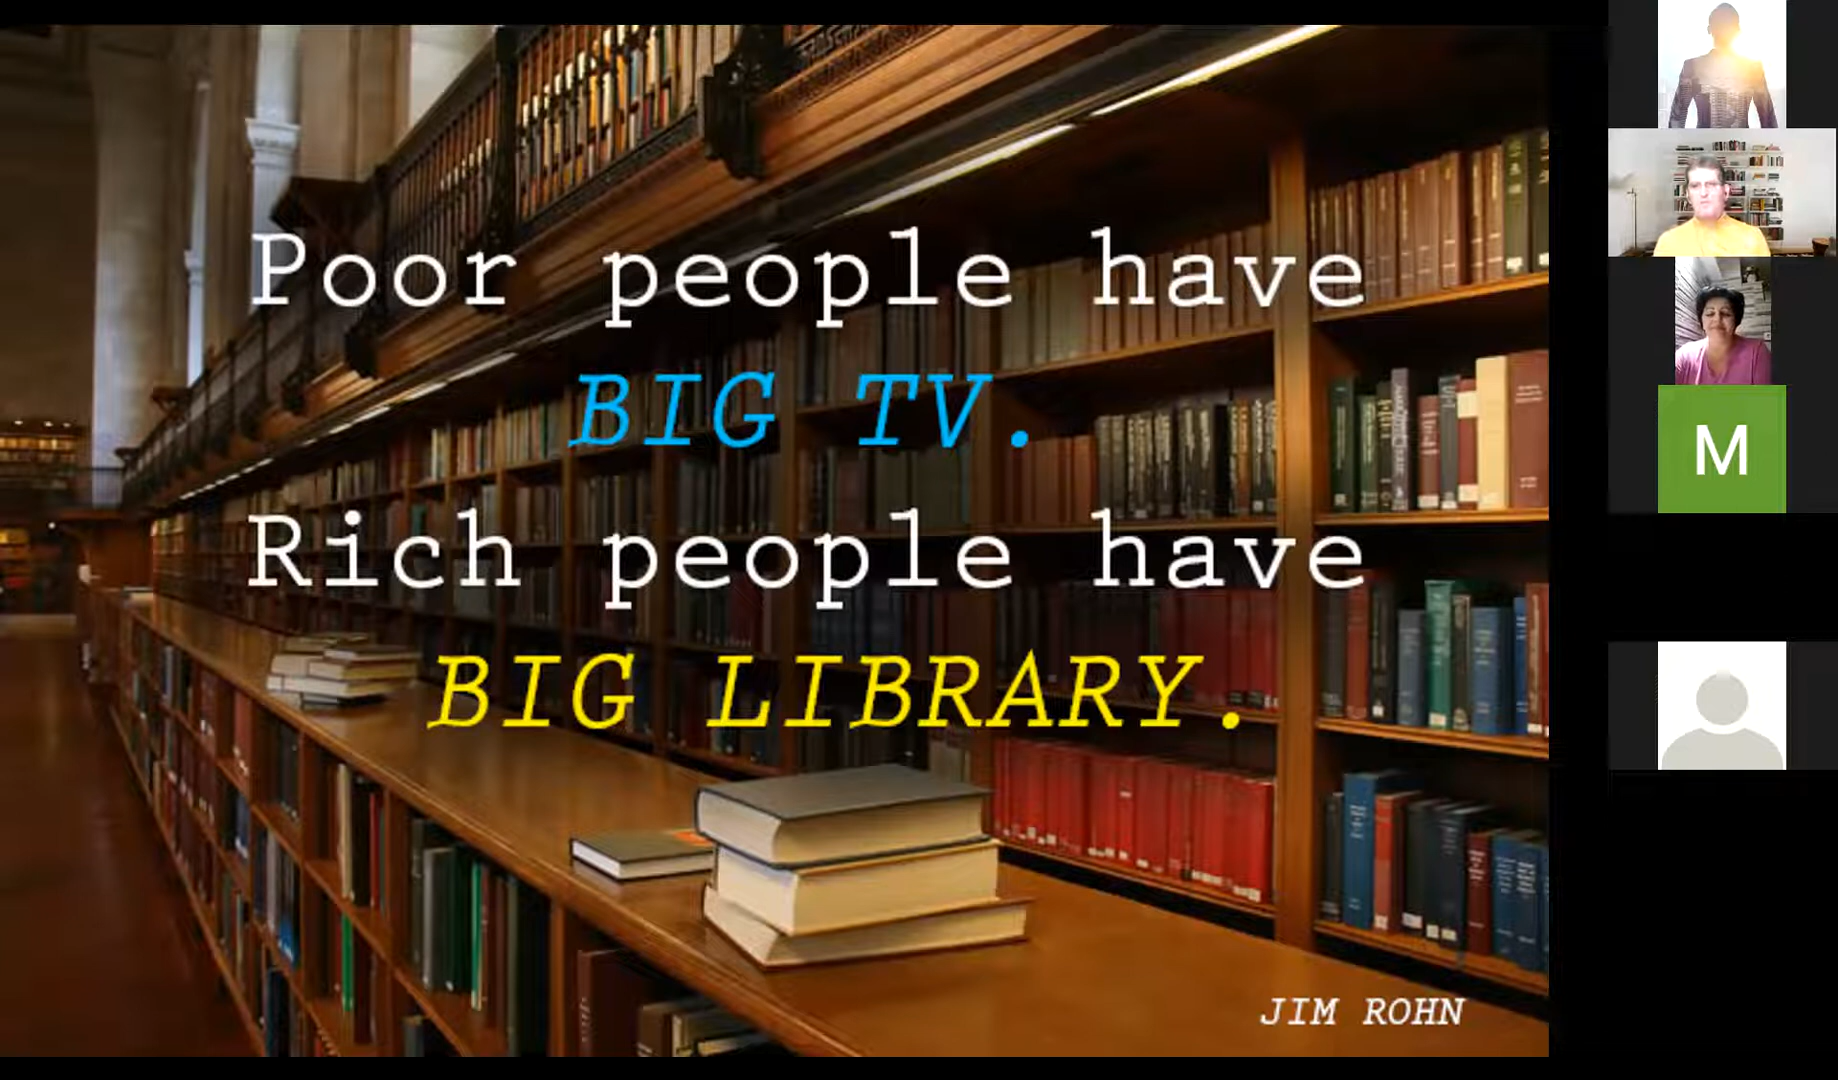 Poor people have
BIG TV.
Rich people have
BIG LIBRARY.
JIM ROHN
M